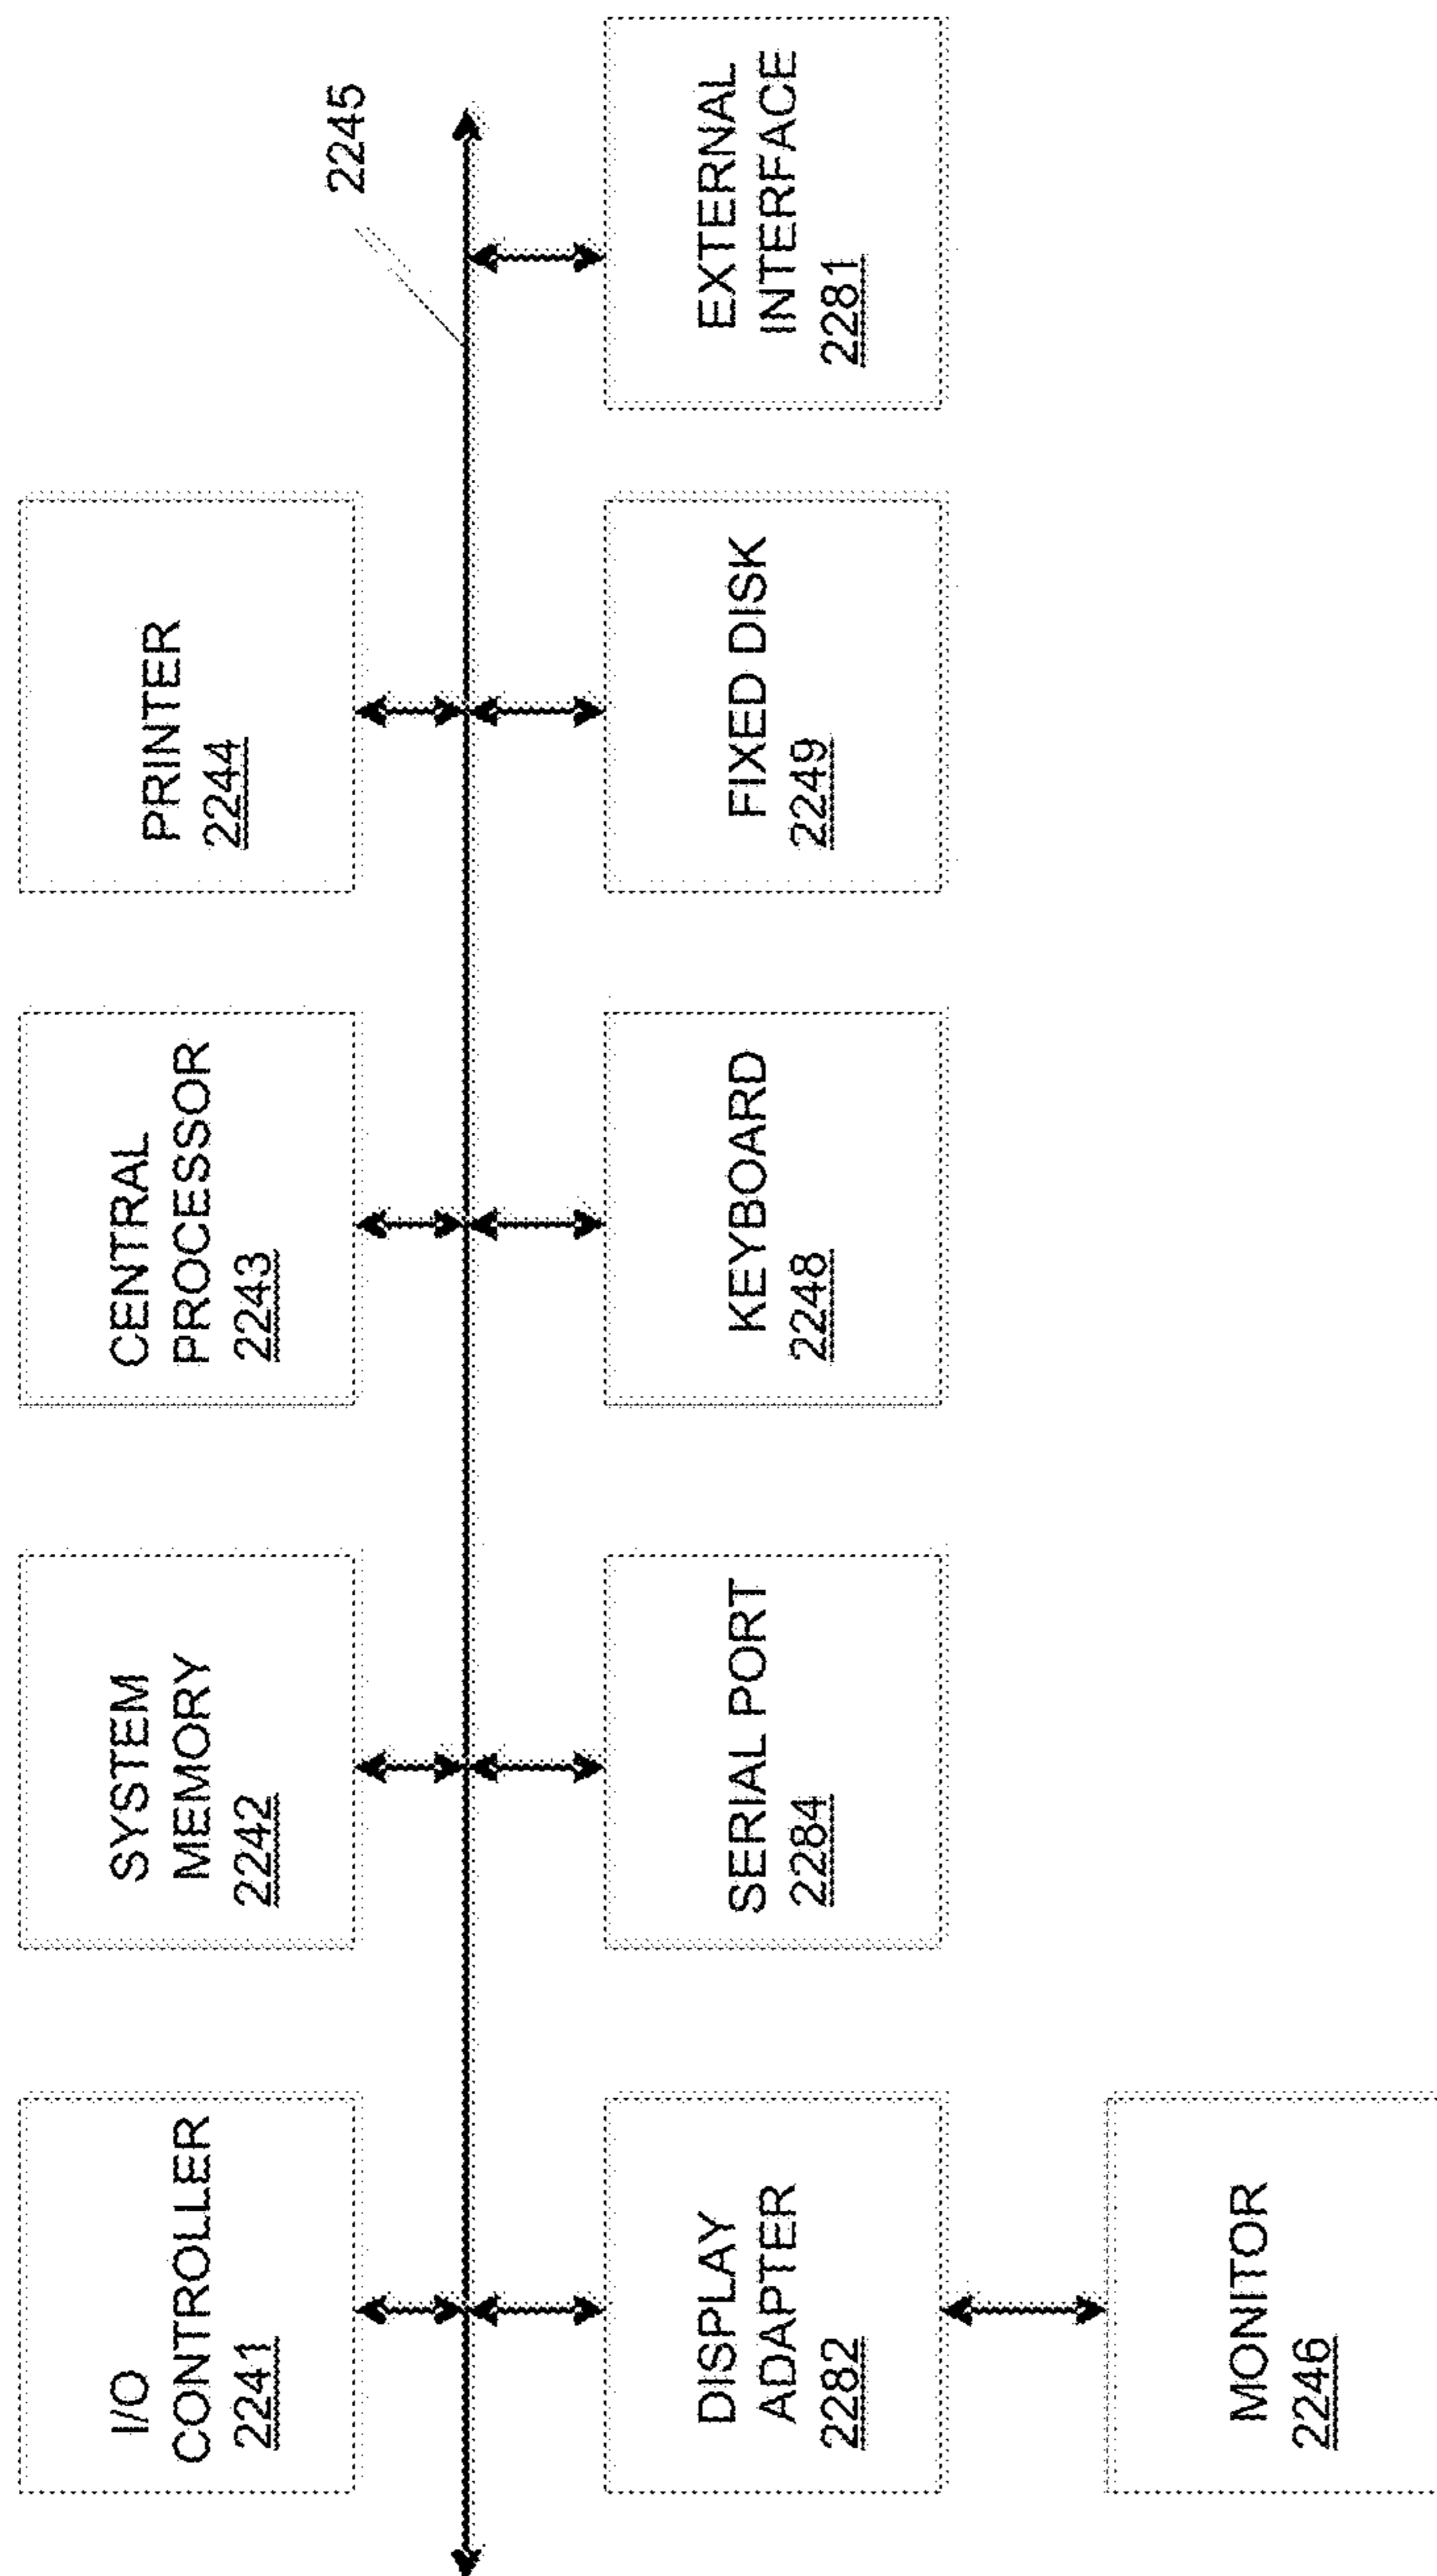 I/O
CONTROLLER
2241
SYSTEM
MEMORY
2242
CENTRAL
PROCESSOR
2243
PRINTER
2244
2245
DISPLAY
ADAPTER
2282
SERIAL PORT
2284
KEYBOARD
2248
FIXED DISK
2249
EXTERNAL
INTERFACE
2281
MONITOR
2246